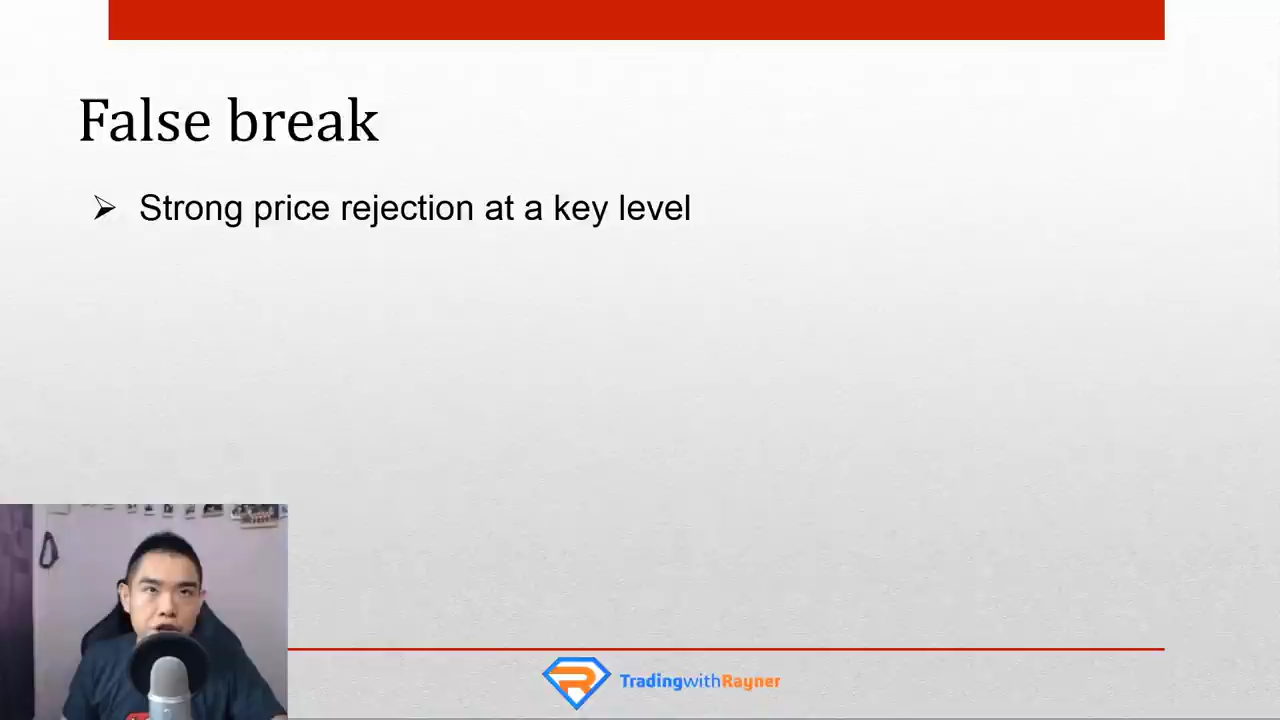 False break
Strong price rejection at a key level
TradingwithRayner